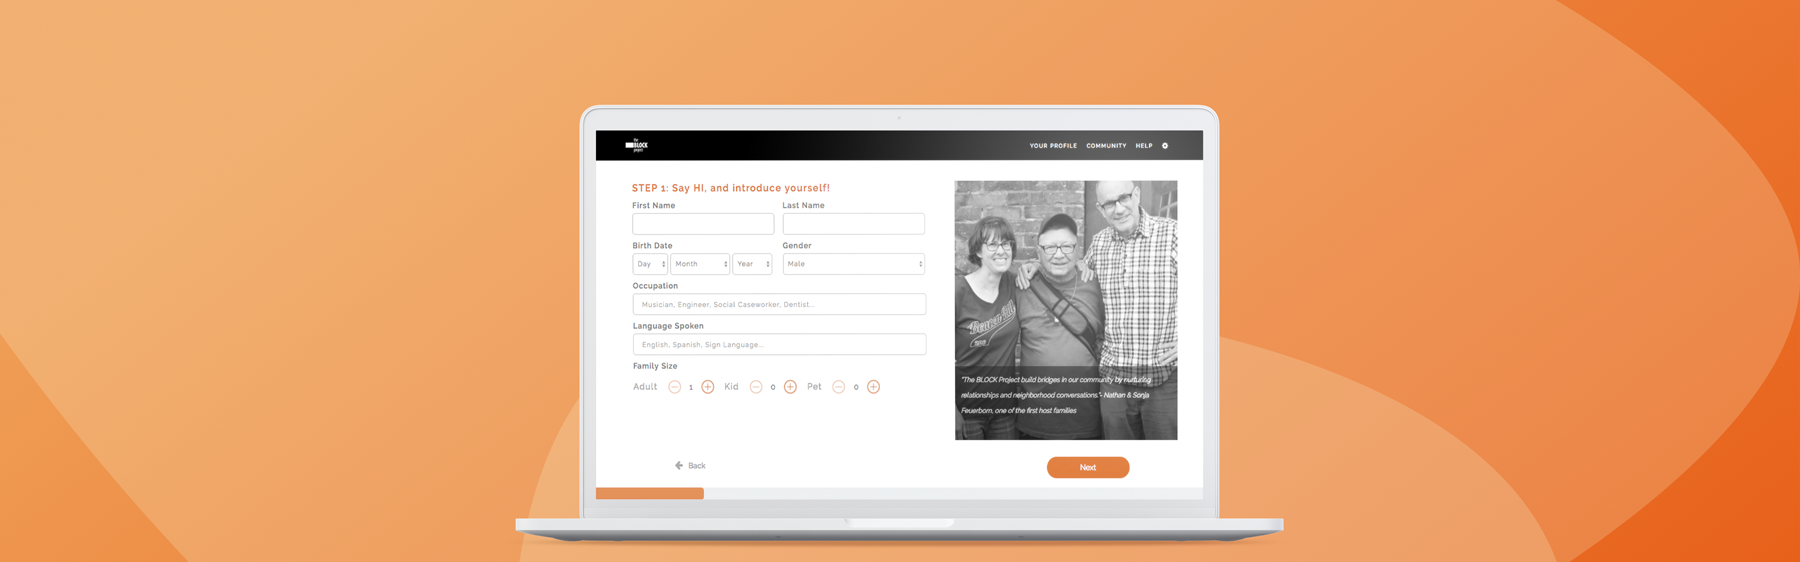 the
BLOCK
project
YOUR PROFILE COMMUNITY HELP
STEP 1: Say Hi, and introduce yourself!
First Name Last Name
Birth Date Gender
Day Month Year Male
Occupation
Musician, Engineer. Social Caseworker, Dentist...
Language Spoken
English, Spanish, Sign Language...
Family Size
Adult 1 Kid 0 Pet 0
"The BLOCK Project build bridges in our community by nurturing
relationships and neighborhood conversations."- Nathan & Sonja
Feuerborn, one of the first host families
Back
Next